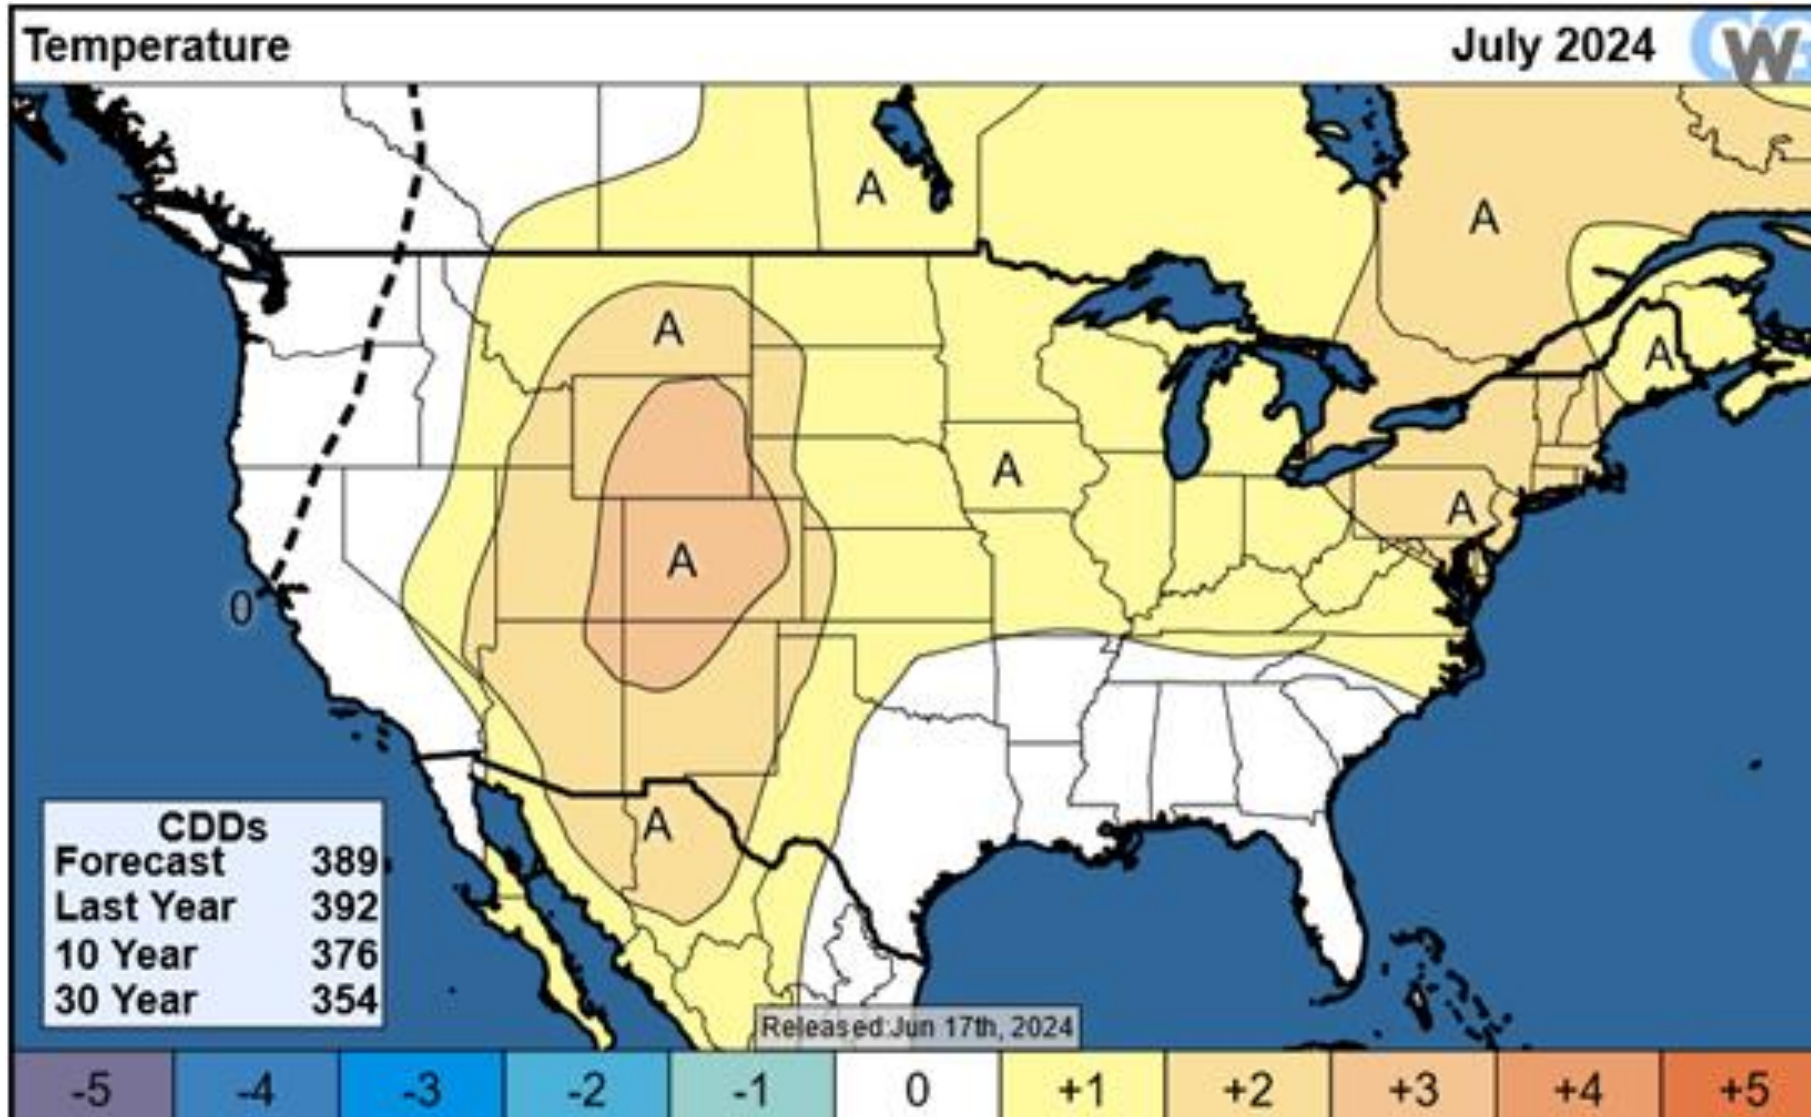 Temperature
July 2024
CWG
A
A
A
A
A
A
A
A
A
0
CDDs
Forecast 389
Last Year 392
10 Year 376
30 Year 354
Released:Jun 17th, 2024
-5 -4 -3 -2 -1 0 +1 +2 +3 +4 +5